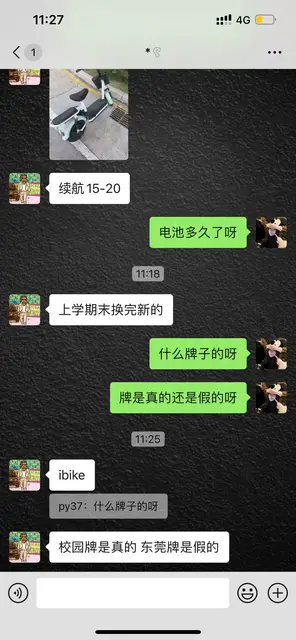 11:27
4G
1
*
续航 15-20
电池多久了呀
11:18
上学期末换完新的
什么牌子的呀
牌是真的还是假的呀
11:25
ibike
py37：什么牌子的呀
校园牌是真的 东莞牌是假的